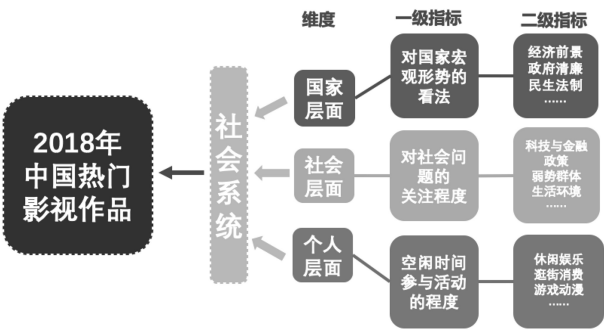 维度
一级指标
二级指标
2018年
中国热门
影视作品
社
会
系
统
国家
层面
对国家宏
观形势的
看法
经济前景
政府清廉
民生法制
……
社会
层面
对社会问
题的
关注程度
科技与金融
政策
弱势群体
生活环境
……
个人
层面
空闲时间
参与活动
的程度
休闲娱乐
逛街消费
游戏动漫
……